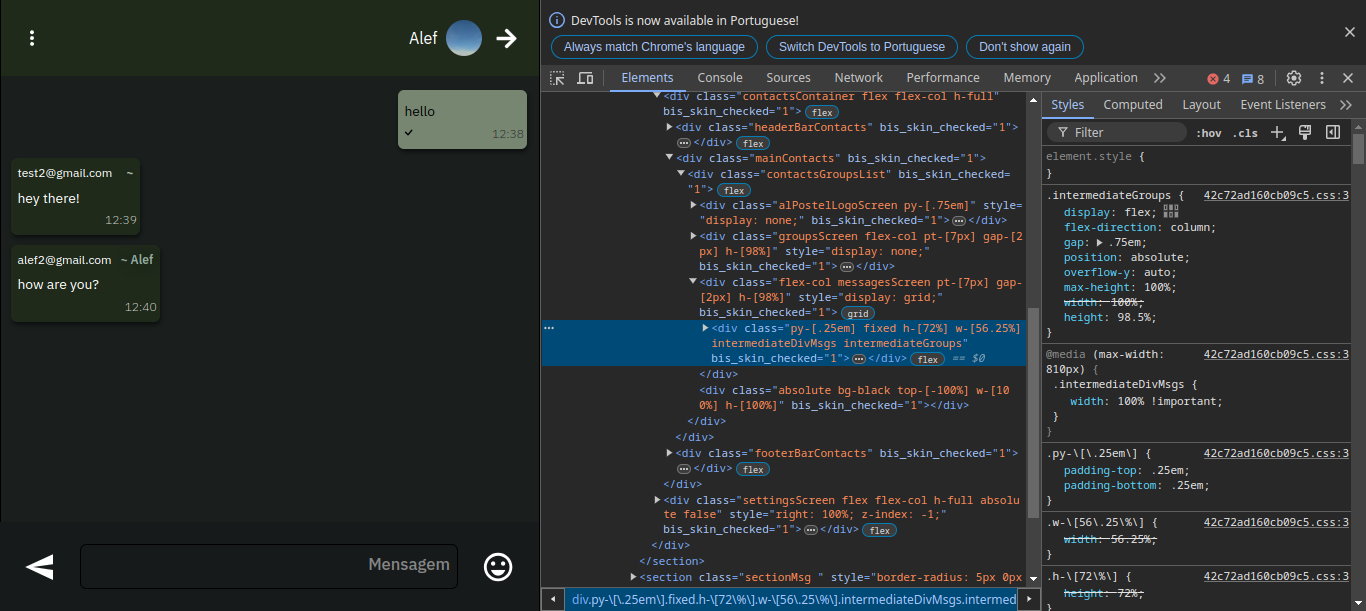 Alef
hello
12:38
test2@gmail.com ~
hey there!
12:39
alef2@gmail.com ~ Alef
how are you?
12:40
Mensagem
DevTools is now available in Portuguese!
Always match Chrome's language
Switch DevTools to Portuguese
Don't show again
Elements Console Sources Network Performance Memory Application 4 8
<div class="contactsContainer flex flex-col h-full"
bis_skin_checked="1"> flex
<div class="headerBarContacts" bis_skin_checked="1">
… </div> flex
<div class="mainContacts" bis_skin_checked="1">
<div class="contactsGroupsList" bis_skin_checked=
"1"> flex
<div class="alPostelLogoScreen py-[.75em]" style=
"display: none;" bis_skin_checked="1"> … </div>
<div class="groupsScreen flex-col pt-[7px] gap-[2
px] h-[98%]" style="display: none;"
bis_skin_checked="1"> … </div>
<div class="flex-col messagesScreen pt-[7px] gap-
[2px] h-[98%]" style="display: grid;"
bis_skin_checked="1"> grid
<div class="py-[.25em] fixed h-[72%] w-[56.25%]
intermediateDivMsgs intermediateGroups"
bis_skin_checked="1"> … </div> flex == $0
</div>
<div class="absolute bg-black top-[-100%] w-[10
0%] h-[100%]" bis_skin_checked="1"></div>
</div>
</div>
<div class="footerBarContacts" bis_skin_checked="1">
… </div> flex
</div>
<div class="settingsScreen flex flex-col h-full absolu
te false" style="right: 100%; z-index: -1;"
bis_skin_checked="1"> … </div> flex
</div>
</section>
<section class="sectionMsg " style="border-radius: 5px 0px
div.py-\[\.25em\].fixed.h-\[72\%\].w-\[56\.25\%\].intermediateDivMsgs.intermed
Styles Computed Layout Event Listeners
Filter :hov .cls
element.style {
}
.intermediateGroups { 42c72ad160cb09c5.css:3
display: flex;
flex-direction: column;
gap: .75em;
position: absolute;
overflow-y: auto;
max-height: 100%;
width: 100%;
height: 98.5%;
}
@media (max-width: 42c72ad160cb09c5.css:3
810px) {
.intermediateDivMsgs {
width: 100% !important;
}
}
.py-\[\.25em\] { 42c72ad160cb09c5.css:3
padding-top: .25em;
padding-bottom: .25em;
}
.w-\[56\.25\%\] { 42c72ad160cb09c5.css:3
width: 56.25%;
}
.h-\[72\%\] { 42c72ad160cb09c5.css:3
height: 72%;
}